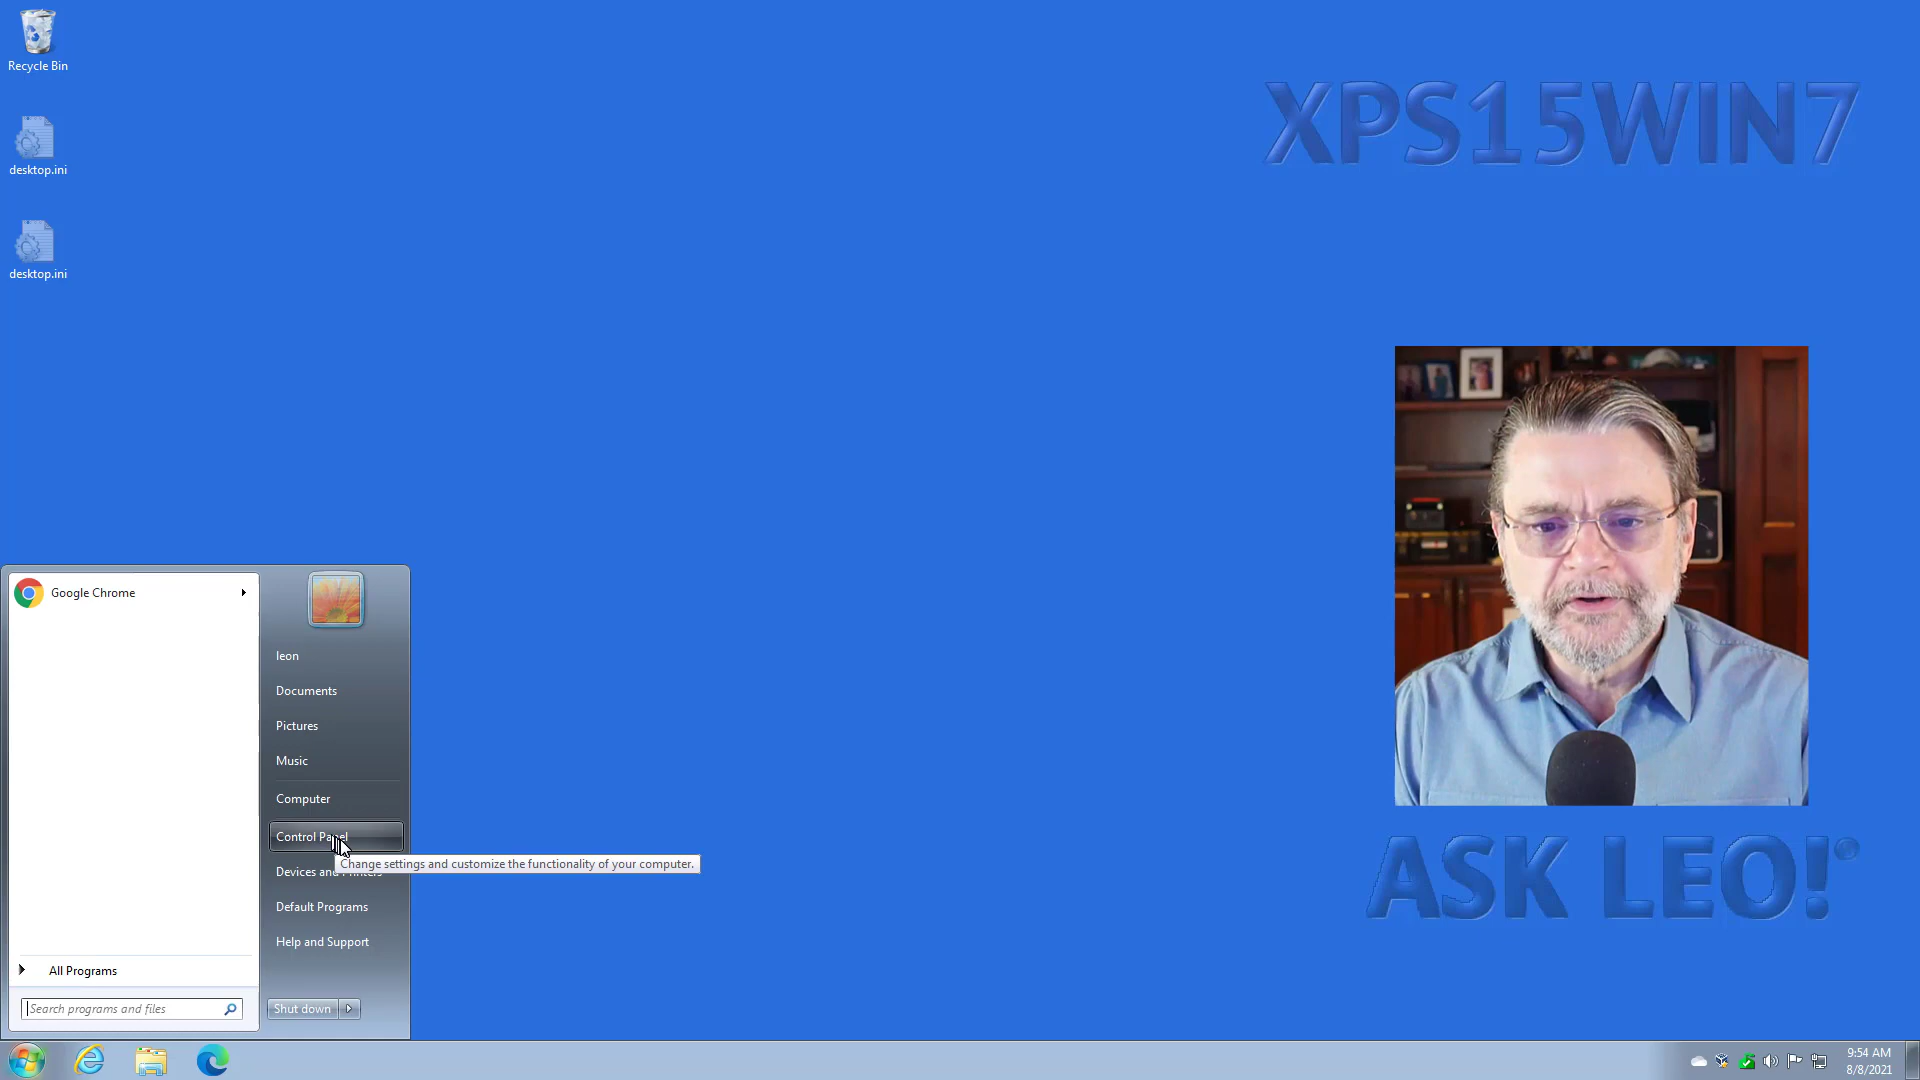 Recycle Bin
desktop.ini
desktop.ini
XPS15WIN7
Google Chrome
leon
Documents
Pictures
Music
Computer
Control Panel
Change settings and customize the functionality of your computer.
Devices and Printers
Default Programs
Help and Support
All Programs
Search programs and files
Shut down
ASK LEO!®
9:54 AM
8/8/2021